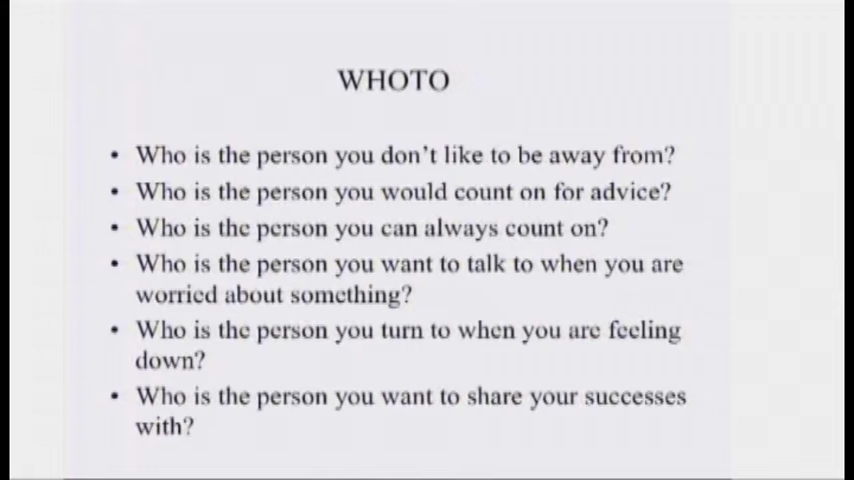 WHOTO
• Who is the person you don't like to be away from?
• Who is the person you would count on for advice?
• Who is the person you can always count on?
• Who is the person you want to talk to when you are
worried about something?
• Who is the person you turn to when you are feeling
down?
• Who is the person you want to share your successes
with?